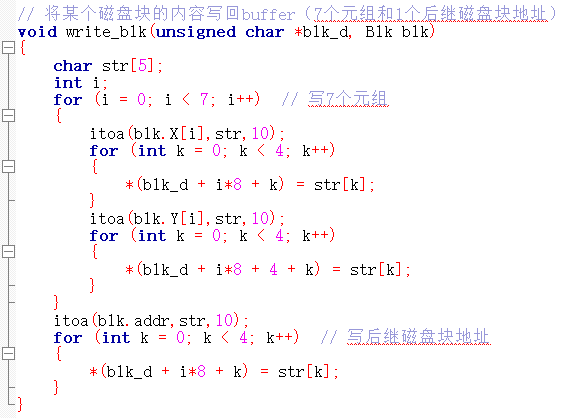 // 将某个磁盘块的内容写回buffer（7个元组和1个后继磁盘块地址）
void write_blk(unsigned char *blk_d, Blk blk)
{
    char str[5];
    int i;
    for (i = 0; i < 7; i++)  // 写7个元组
    {
        itoa(blk.X[i],str,10);
        for (int k = 0; k < 4; k++)
        {
            *(blk_d + i*8 + k) = str[k];
        }
        itoa(blk.Y[i],str,10);
        for (int k = 0; k < 4; k++)
        {
            *(blk_d + i*8 + 4 + k) = str[k];
        }
    }
    itoa(blk.addr,str,10);
    for (int k = 0; k < 4; k++)  // 写后继磁盘块地址
    {
        *(blk_d + i*8 + k) = str[k];
    }
}